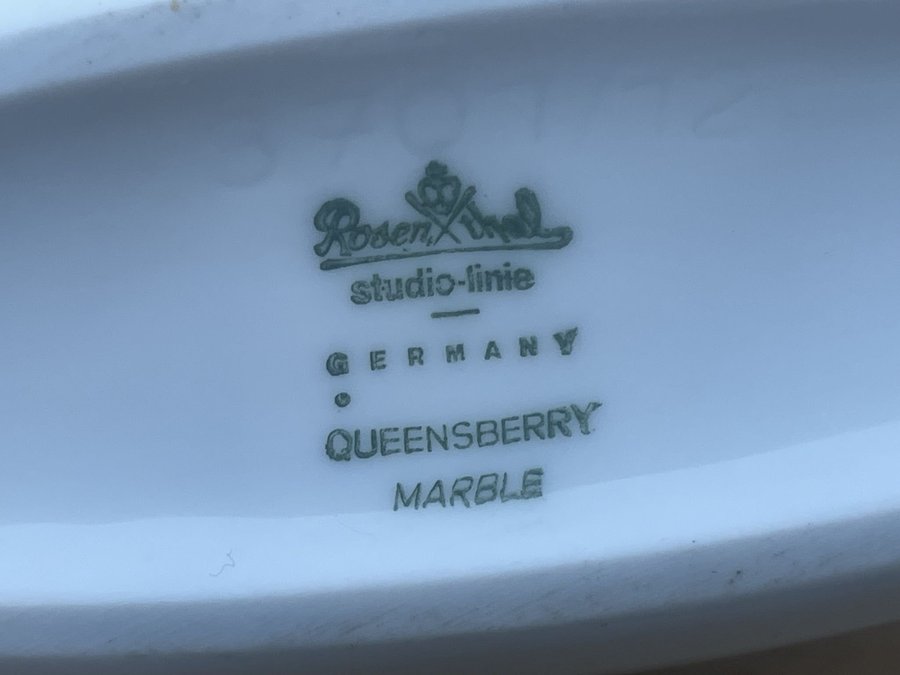 Rosenthal
studio-linie
GERMANY
QUEENSBERRY
MARBLE